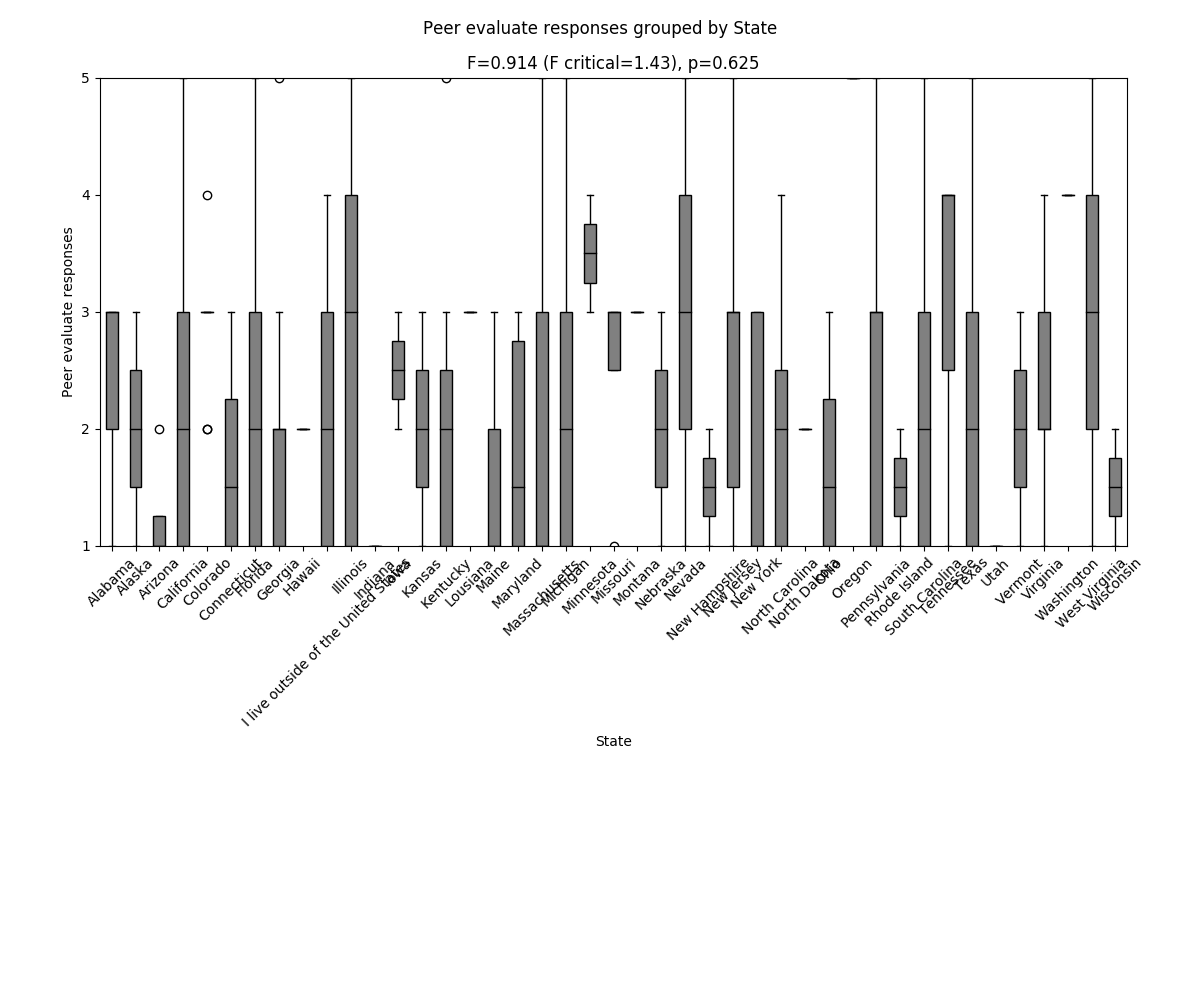 Peer evaluate responses grouped by State
F=0.914 (F critical=1.43), p=0.625
5
4
3
2
1
Peer evaluate responses
Alabama
Alaska
Arizona
California
Colorado
Connecticut
Florida
Georgia
Hawaii
I live outside of the United States
Illinois
Indiana
Iowa
Kansas
Kentucky
Lousiana
Maine
Maryland
Massachusetts
Michigan
Minnesota
Missouri
Montana
Nebraska
Nevada
New Hampshire
New Jersey
New York
North Carolina
North Dakota
Ohio
Oregon
Pennsylvania
Rhode Island
South Carolina
Tennessee
Texas
Utah
Vermont
Virginia
Washington
West Virginia
Wisconsin
State